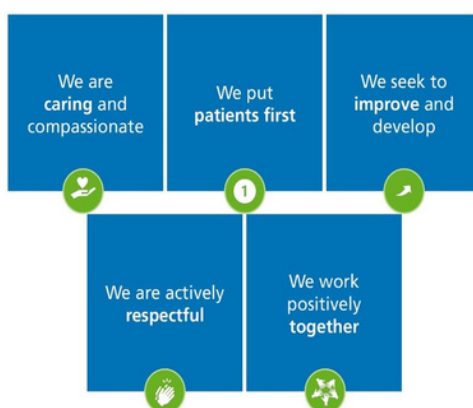 We are
caring and
compassionate
We put
patients first
We seek to
improve and
develop
1
We are actively
respectful
We work
positively
together